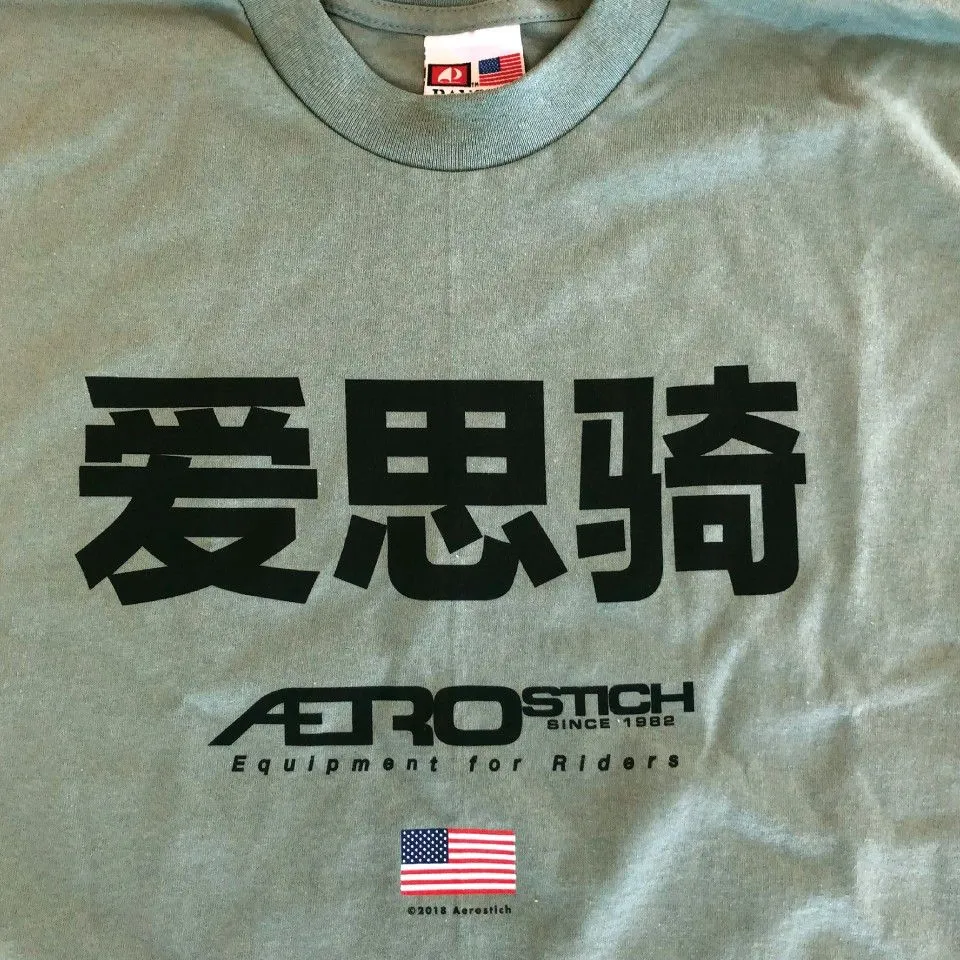 爱思骑
AEROSTICH
SINCE 1982
Equipment for Riders
©2018 Aerostich